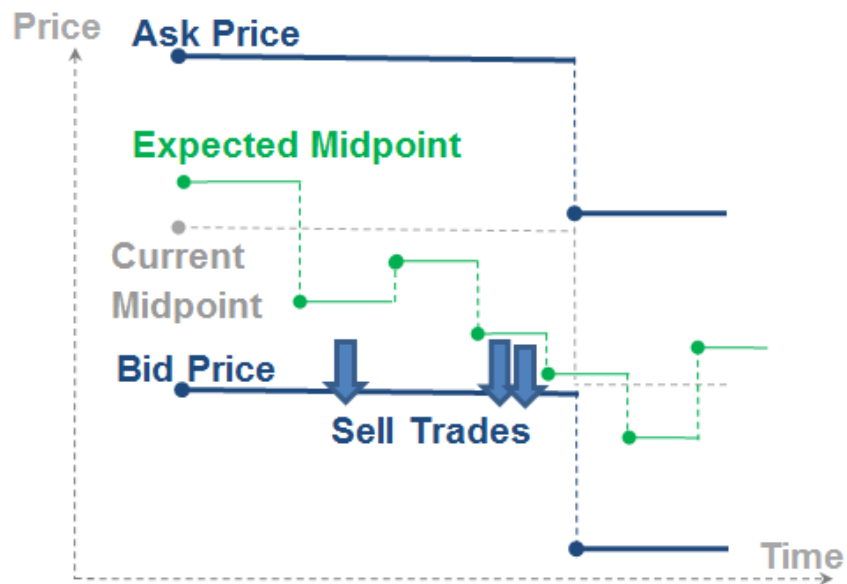 Price
Ask Price
Expected Midpoint
Current
Midpoint
Bid Price
Sell Trades
Time